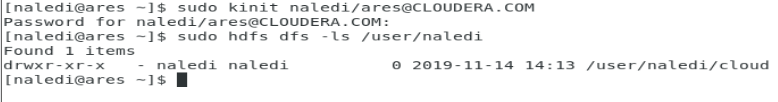 [naledi@ares ~]$ sudo kinit naledi/ares@CLOUDERA.COM
Password for naledi/ares@CLOUDERA.COM:
[naledi@ares ~]$ sudo hdfs dfs -ls /user/naledi
Found 1 items
drwxr-xr-x   - naledi naledi          0 2019-11-14 14:13 /user/naledi/cloud
[naledi@ares ~]$